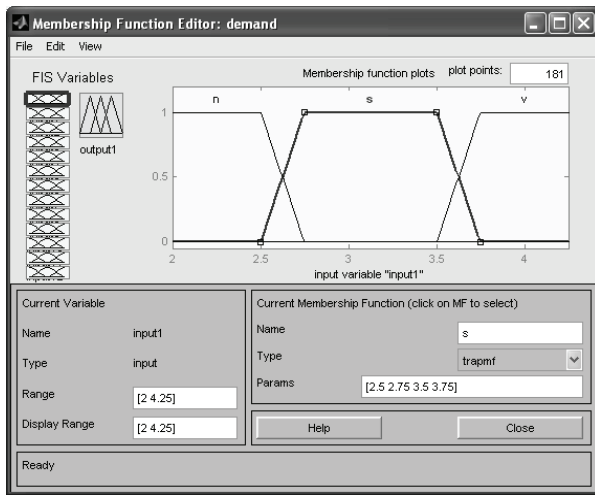 Membership Function Editor: demand
File Edit View
FIS Variables
Membership function plots
plot points:
181
output1
n
s
v
1
0.5
0
2
2.5
3
3.5
4
input variable "input1"
Current Variable
Name
input1
Type
input
Range
[2 4.25]
Display Range
[2 4.25]
Current Membership Function (click on MF to select)
Name
s
Type
trapmf
Params
[2.5 2.75 3.5 3.75]
Help
Close
Ready